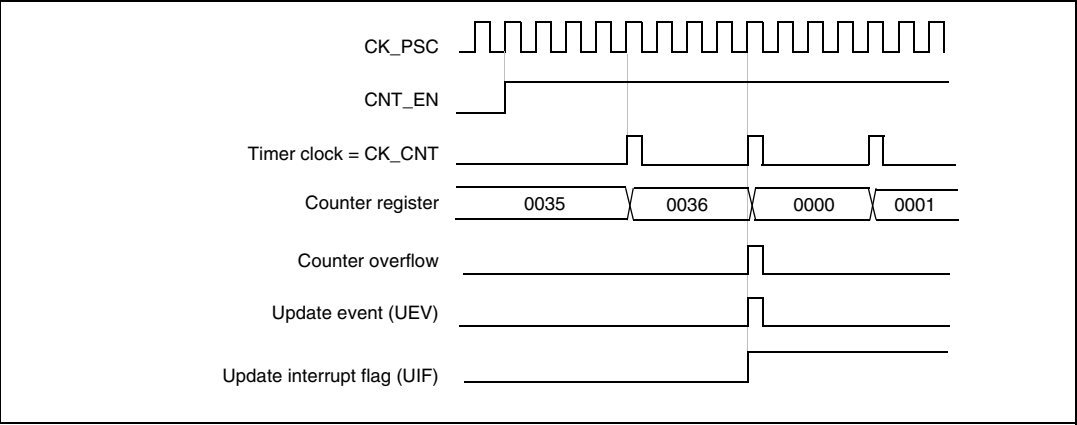 CK_PSC
CNT_EN
Timer clock = CK_CNT
Counter register 0035 0036 0000 0001
Counter overflow
Update event (UEV)
Update interrupt flag (UIF)